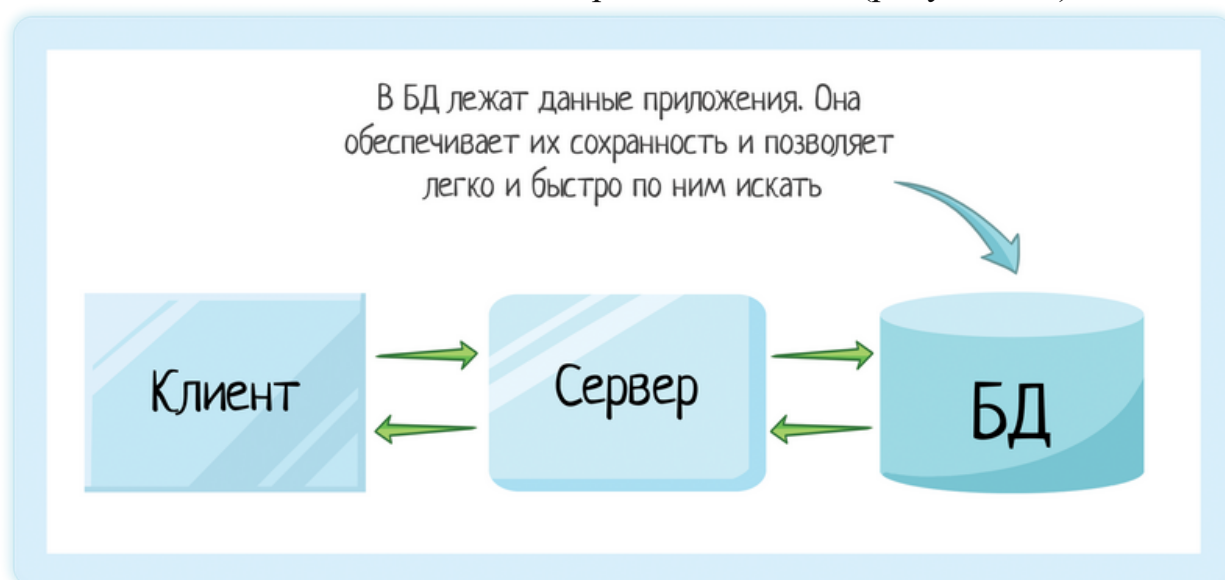 В БД лежат данные приложения. Она
обеспечивает их сохранность и позволяет
легко и быстро по ним искать
Клиент
Сервер
БД